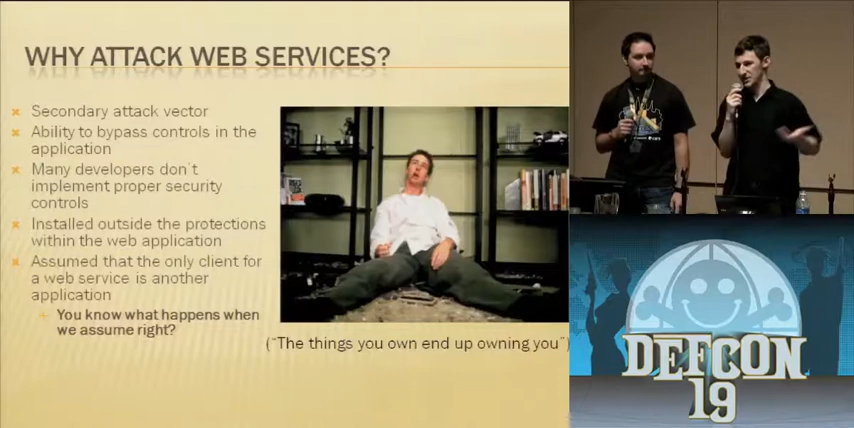 WHY ATTACK WEB SERVICES?
Secondary attack vector
Ability to bypass controls in the
application
Many developers don't
implement proper security
controls
Installed outside the protections
within the web application
Assumed that the only client for
a web service is another
application
You know what happens when
we assume right?
("The things you own end up owning you")
DEFCON
19